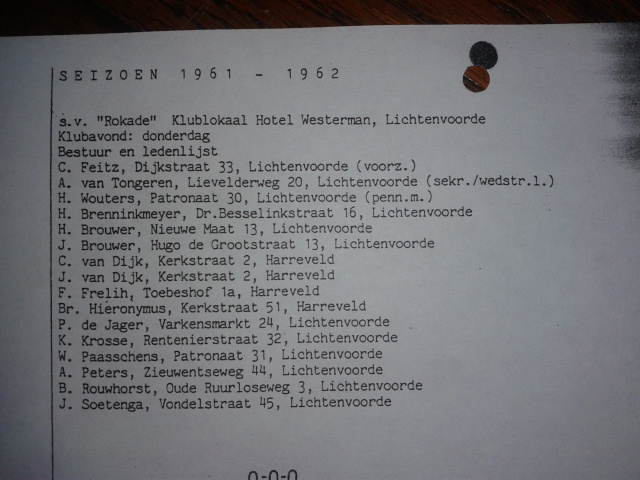 SEIZOEN 1961 - 1962
s.v. "Rokade" Klublokaal Hotel Westerman, Lichtenvoorde
Klubavond: donderdag
Bestuur en ledenlijst
C. Feitz, Dijkstraat 33, Lichtenvoorde (voorz.)
A. van Tongeren, Lievelderweg 20, Lichtenvoorde (sekr./wedstr.l.)
H. Wouters, Patronaat 30, Lichtenvoorde (penn.m.)
H. Brenninkmeyer, Dr.Besselinkstraat 16, Lichtenvoorde
H. Brouwer, Nieuwe Maat 13, Lichtenvoorde
J. Brouwer, Hugo de Grootstraat 13, Lichtenvoorde
C. van Dijk, Kerkstraat 2, Harreveld
J. van Dijk, Kerkstraat 2, Harreveld
F. Frelih, Toebeshof 1a, Harreveld
Br. Hieronymus, Kerkstraat 51, Harreveld
P. de Jager, Varkensmarkt 24, Lichtenvoorde
K. Krosse, Rentenierstraat 32, Lichtenvoorde
W. Paasschens, Patronaat 31, Lichtenvoorde
A. Peters, Zieuwentseweg 44, Lichtenvoorde
B. Rouwhorst, Oude Ruurloseweg 3, Lichtenvoorde
J. Soetenga, Vondelstraat 45, Lichtenvoorde
0-0-0